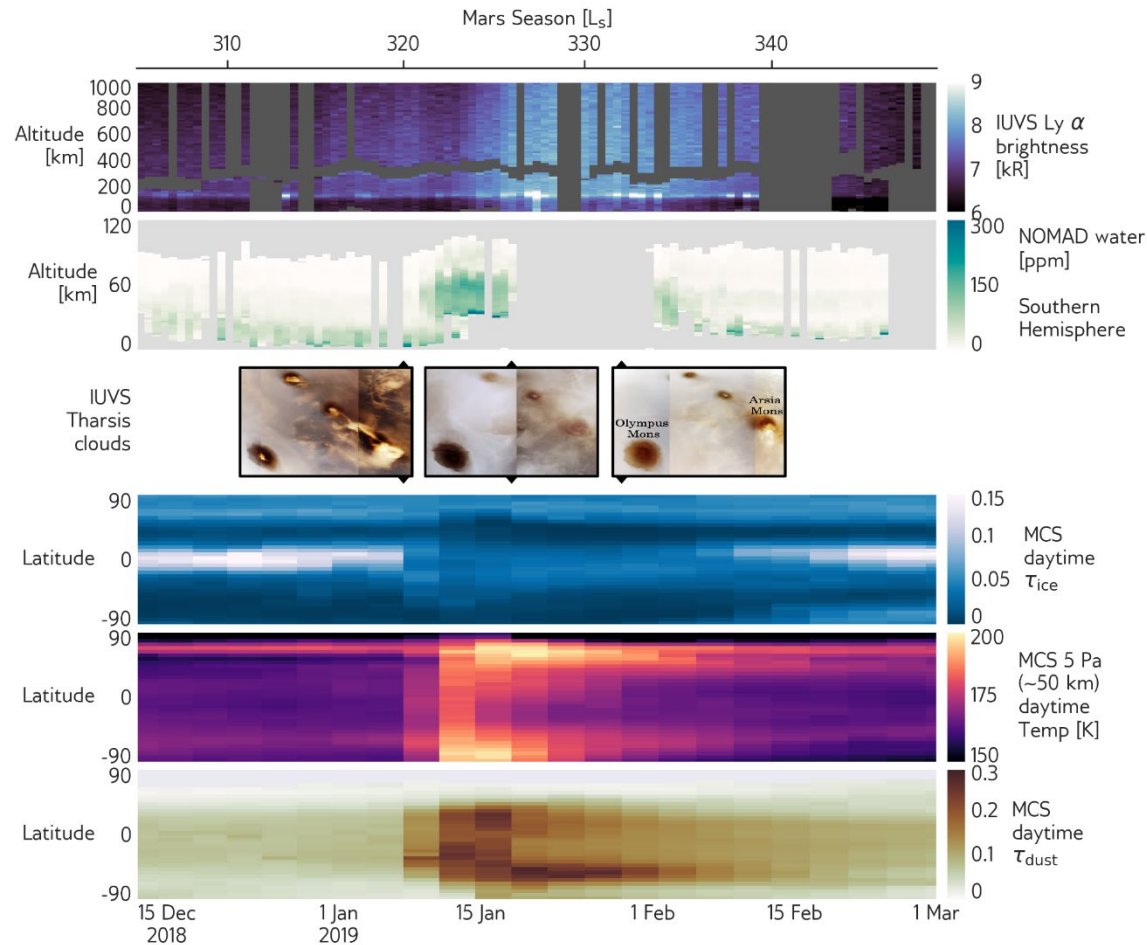 Mars Season [Ls]
310 320 330 340
1000
800
600
400
200
0
Altitude
[km]
9
8
7
6
IUVS Ly α
brightness
[kR]
120
60
0
Altitude
[km]
300
150
0
NOMAD water
[ppm]
Southern
Hemisphere
IUVS
Tharsis
clouds
Olympus
Mons
Arsia
Mons
90
0
-90
Latitude
0.15
0.1
0.05
0
MCS
daytime
τice
90
0
-90
Latitude
200
175
150
MCS 5 Pa
(~50 km)
daytime
Temp [K]
90
0
-90
Latitude
0.3
0.2
0.1
0
MCS
daytime
τdust
15 Dec 1 Jan 15 Jan 1 Feb 15 Feb 1 Mar
2018 2019